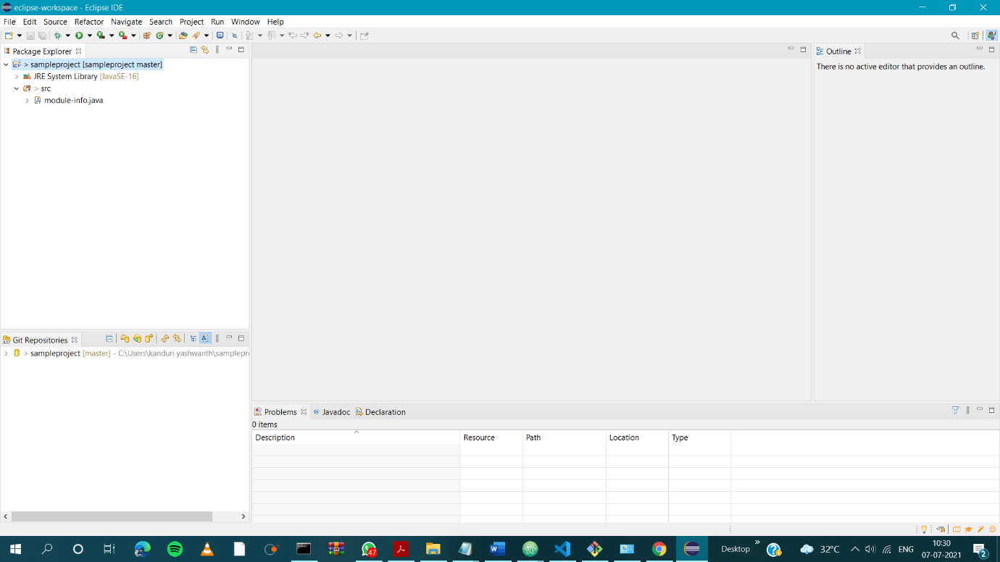 eclipse-workspace - Eclipse IDE
File Edit Source Refactor Navigate Search Project Run Window Help
Package Explorer
> sampleproject [sampleproject master]
JRE System Library [JavaSE-16]
> src
module-info.java
Git Repositories
> sampleproject [master] - C:\Users\kanduri yashwanth\samplepr
Outline
There is no active editor that provides an outline.
Problems @ Javadoc Declaration
0 items
Description Resource Path Location Type
47
Desktop » 32°C ENG
10:30
07-07-2021
2